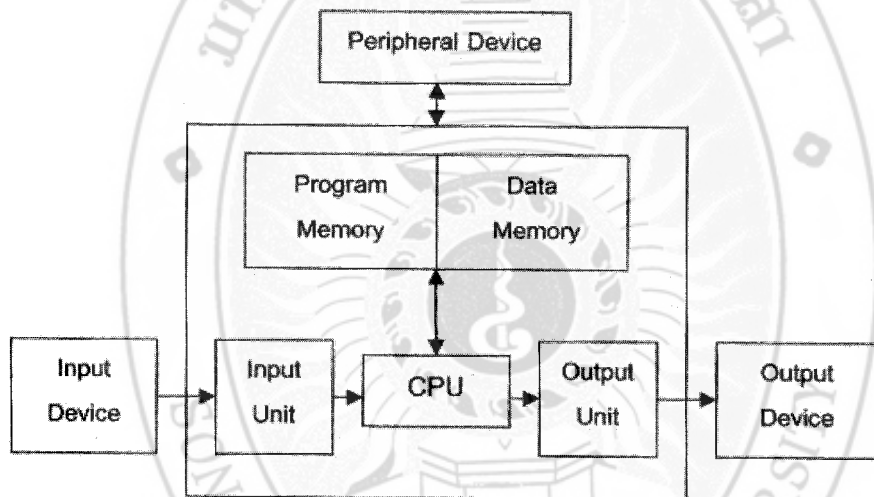 Peripheral Device
Program
Memory
Data
Memory
Input
Device
Input
Unit
CPU
Output
Unit
Output
Device